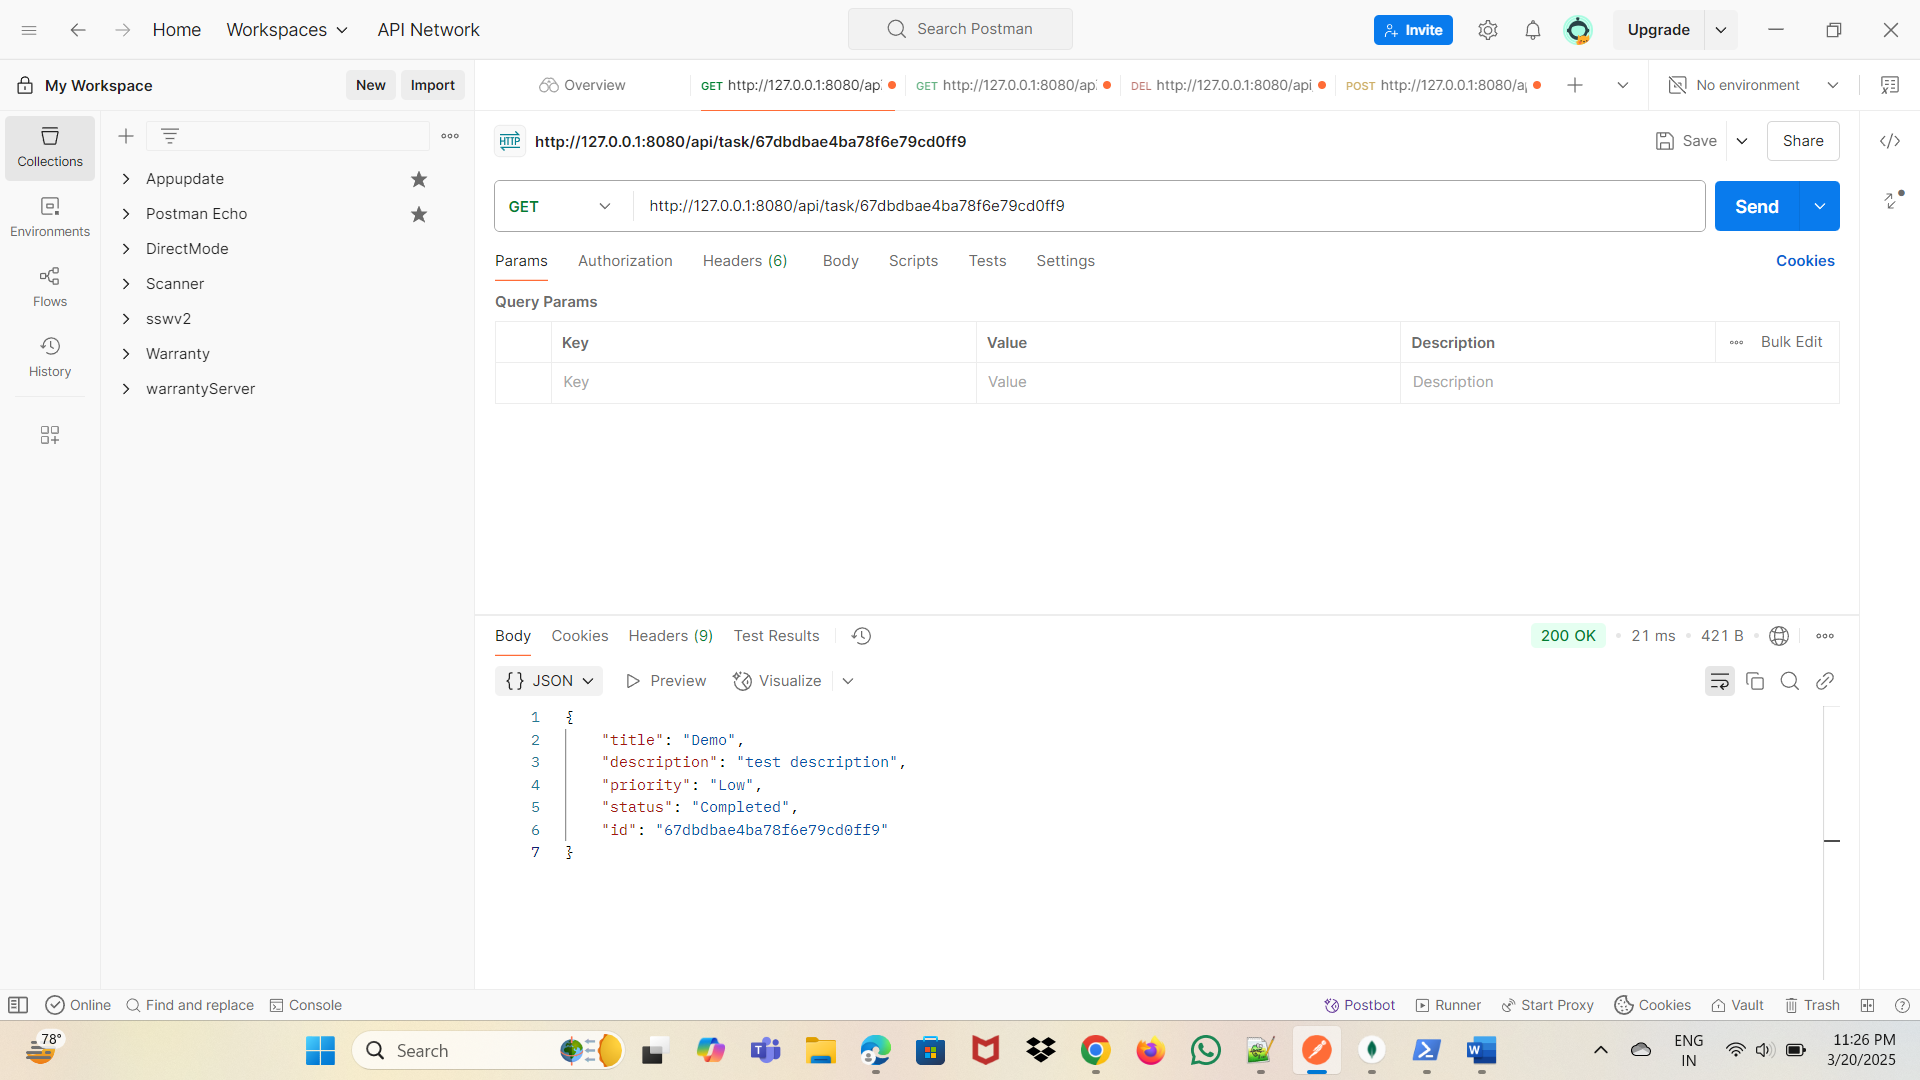 Home Workspaces API Network Search Postman Invite Upgrade
My Workspace New Import Overview GET http://127.0.0.1:8080/ap GET http://127.0.0.1:8080/ap DEL http://127.0.0.1:8080/api POST http://127.0.0.1:8080/a No environment
Collections
Environments
Flows
History
Appupdate
Postman Echo
DirectMode
Scanner
sswv2
Warranty
warrantyServer
HTTP http://127.0.0.1:8080/api/task/67dbdbae4ba78f6e79cd0ff9 Save Share
GET http://127.0.0.1:8080/api/task/67dbdbae4ba78f6e79cd0ff9 Send
Params Authorization Headers (6) Body Scripts Tests Settings Cookies
Query Params
Key Value Description Bulk Edit
Key Value Description
Body Cookies Headers (9) Test Results 200 OK 21 ms 421 B
{} JSON Preview Visualize
1 {
2 "title": "Demo",
3 "description": "test description",
4 "priority": "Low",
5 "status": "Completed",
6 "id": "67dbdbae4ba78f6e79cd0ff9"
7 }
Online Find and replace Console Postbot Runner Start Proxy Cookies Vault Trash
78° Search ENG 11:26 PM
IN 3/20/2025